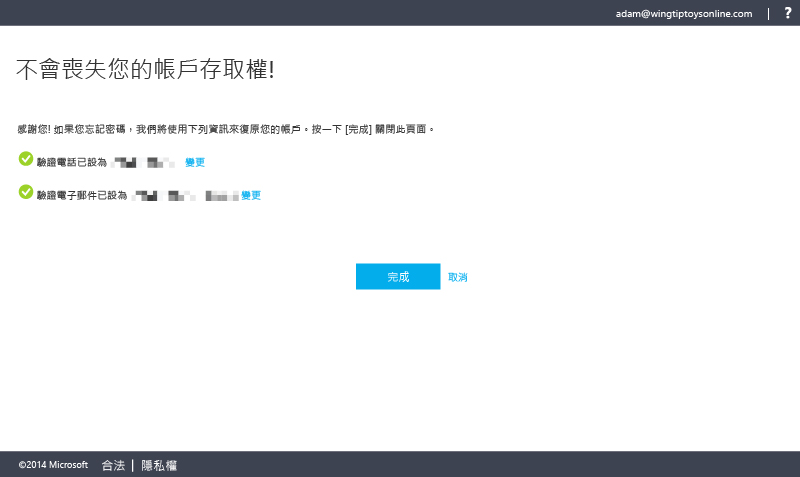 adam@wingtiptoysonline.com | ?
不會喪失您的帳戶存取權!
感謝您! 如果您忘記密碼，我們將使用下列資訊來復原您的帳戶。按一下 [完成] 關閉此頁面。
驗證電話已設為 變更
驗證電子郵件已設為 變更
完成 取消
©2014 Microsoft 合法 | 隱私權